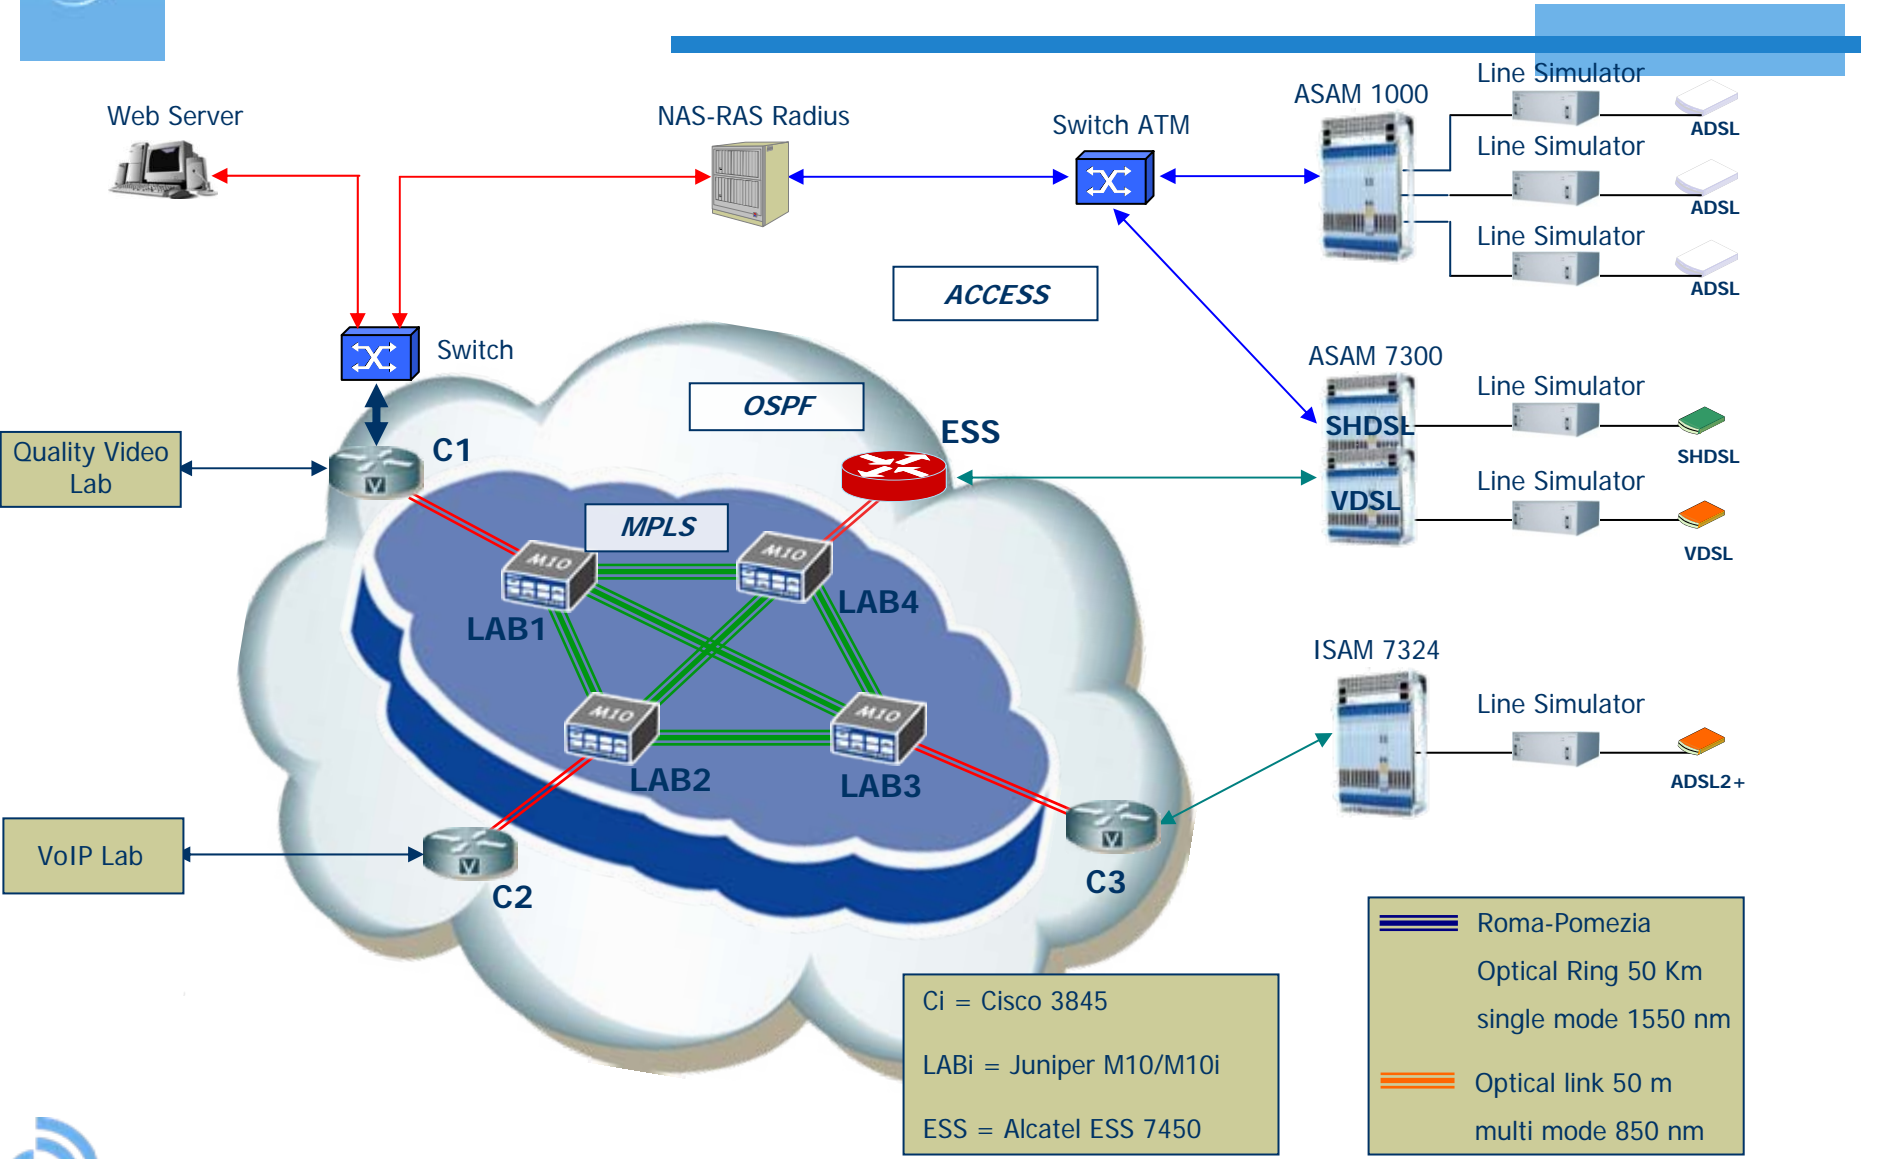 Line Simulator
ASAM 1000
Web Server
NAS-RAS Radius
Switch ATM
ADSL
Line Simulator
ADSL
Line Simulator
ADSL
ACCESS
Switch
ASAM 7300
Line Simulator
OSPF
SHDSL
ESS
C1
SHDSL
Quality Video
Lab
Line Simulator
VDSL
MPLS
M10
M10
VDSL
LAB4
LAB1
ISAM 7324
Line Simulator
M10
M10
LAB2
LAB3
ADSL2+
V
V
V
VoIP Lab
C2
C3
Roma-Pomezia
Optical Ring 50 Km
single mode 1550 nm
Optical link 50 m
multi mode 850 nm
Ci = Cisco 3845
LABi = Juniper M10/M10i
ESS = Alcatel ESS 7450